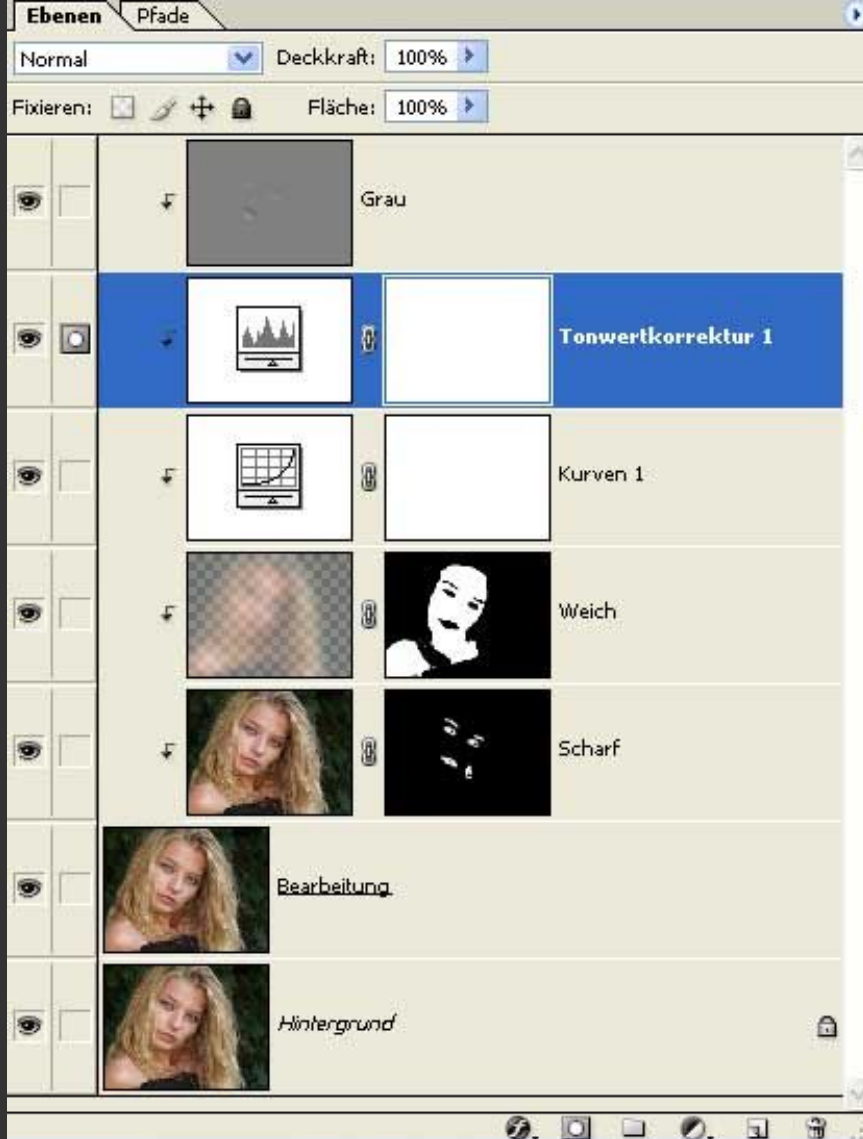 Ebenen Pfade
Normal Deckkraft: 100%
Fixieren: Fläche: 100%
Grau
Tonwertkorrektur 1
Kurven 1
Weich
Scharf
Bearbeitung
Hintergrund